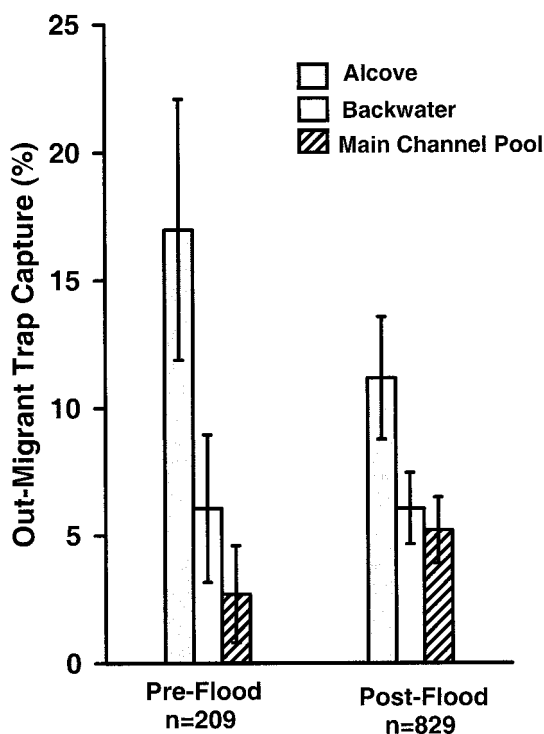 Out-Migrant Trap Capture (%)
25
20
15
10
5
0
Alcove
Backwater
Main Channel Pool
Pre-Flood
n=209
Post-Flood
n=829